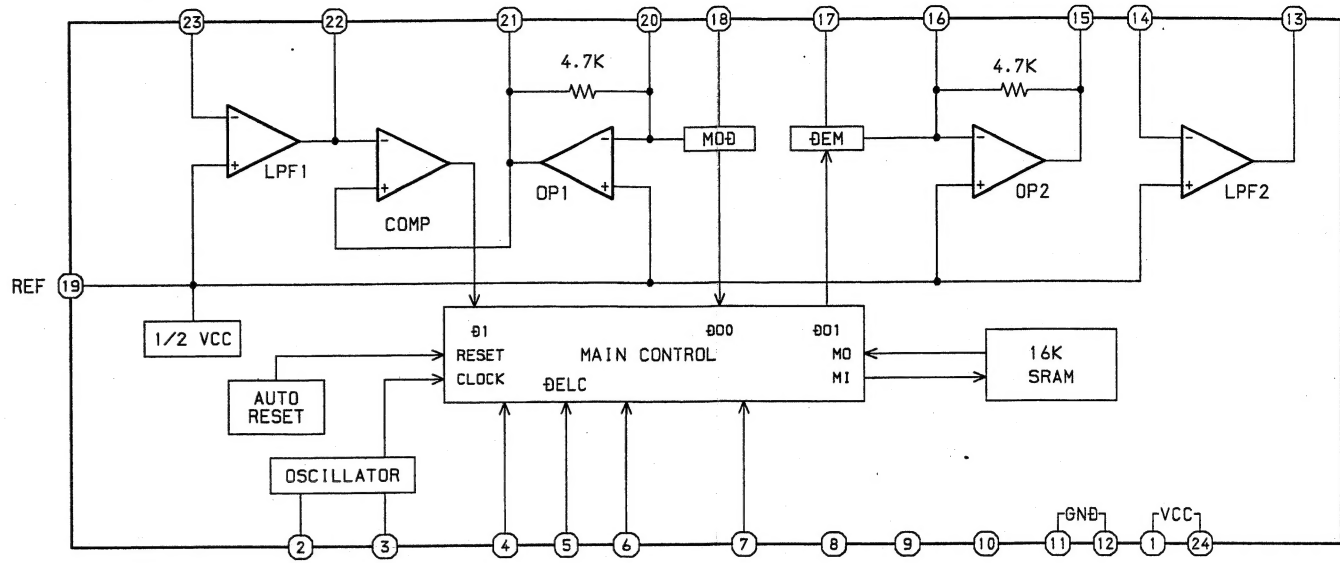 23 22 21 20 18 17 16 15 14 13
4.7K 4.7K
- - - MOD DEM - -
+ LPF1 + COMP OP1 + + OP2 + LPF2
REF 19
1/2 VCC
D1 DO0 DO1
RESET MAIN CONTROL MO
CLOCK DELC MI
16K
SRAM
AUTO
RESET
OSCILLATOR
GND VCC
2 3 4 5 6 7 8 9 10 11 12 1 24